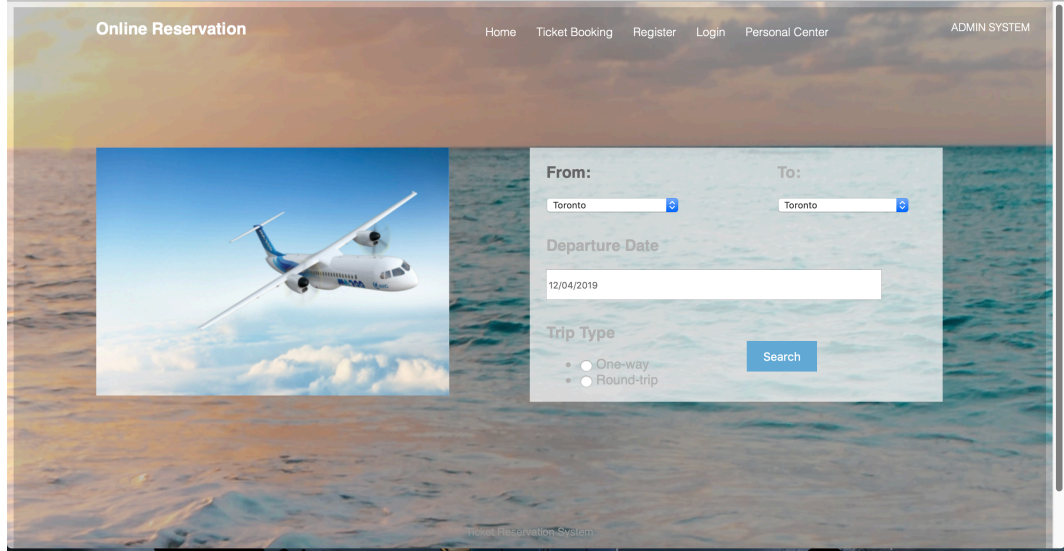 Online Reservation
Home Ticket Booking Register Login Personal Center
ADMIN SYSTEM
From:
To:
Toronto
Toronto
Departure Date
12/04/2019
Trip Type
One-way
Round-trip
Search
Ticket Reservation System